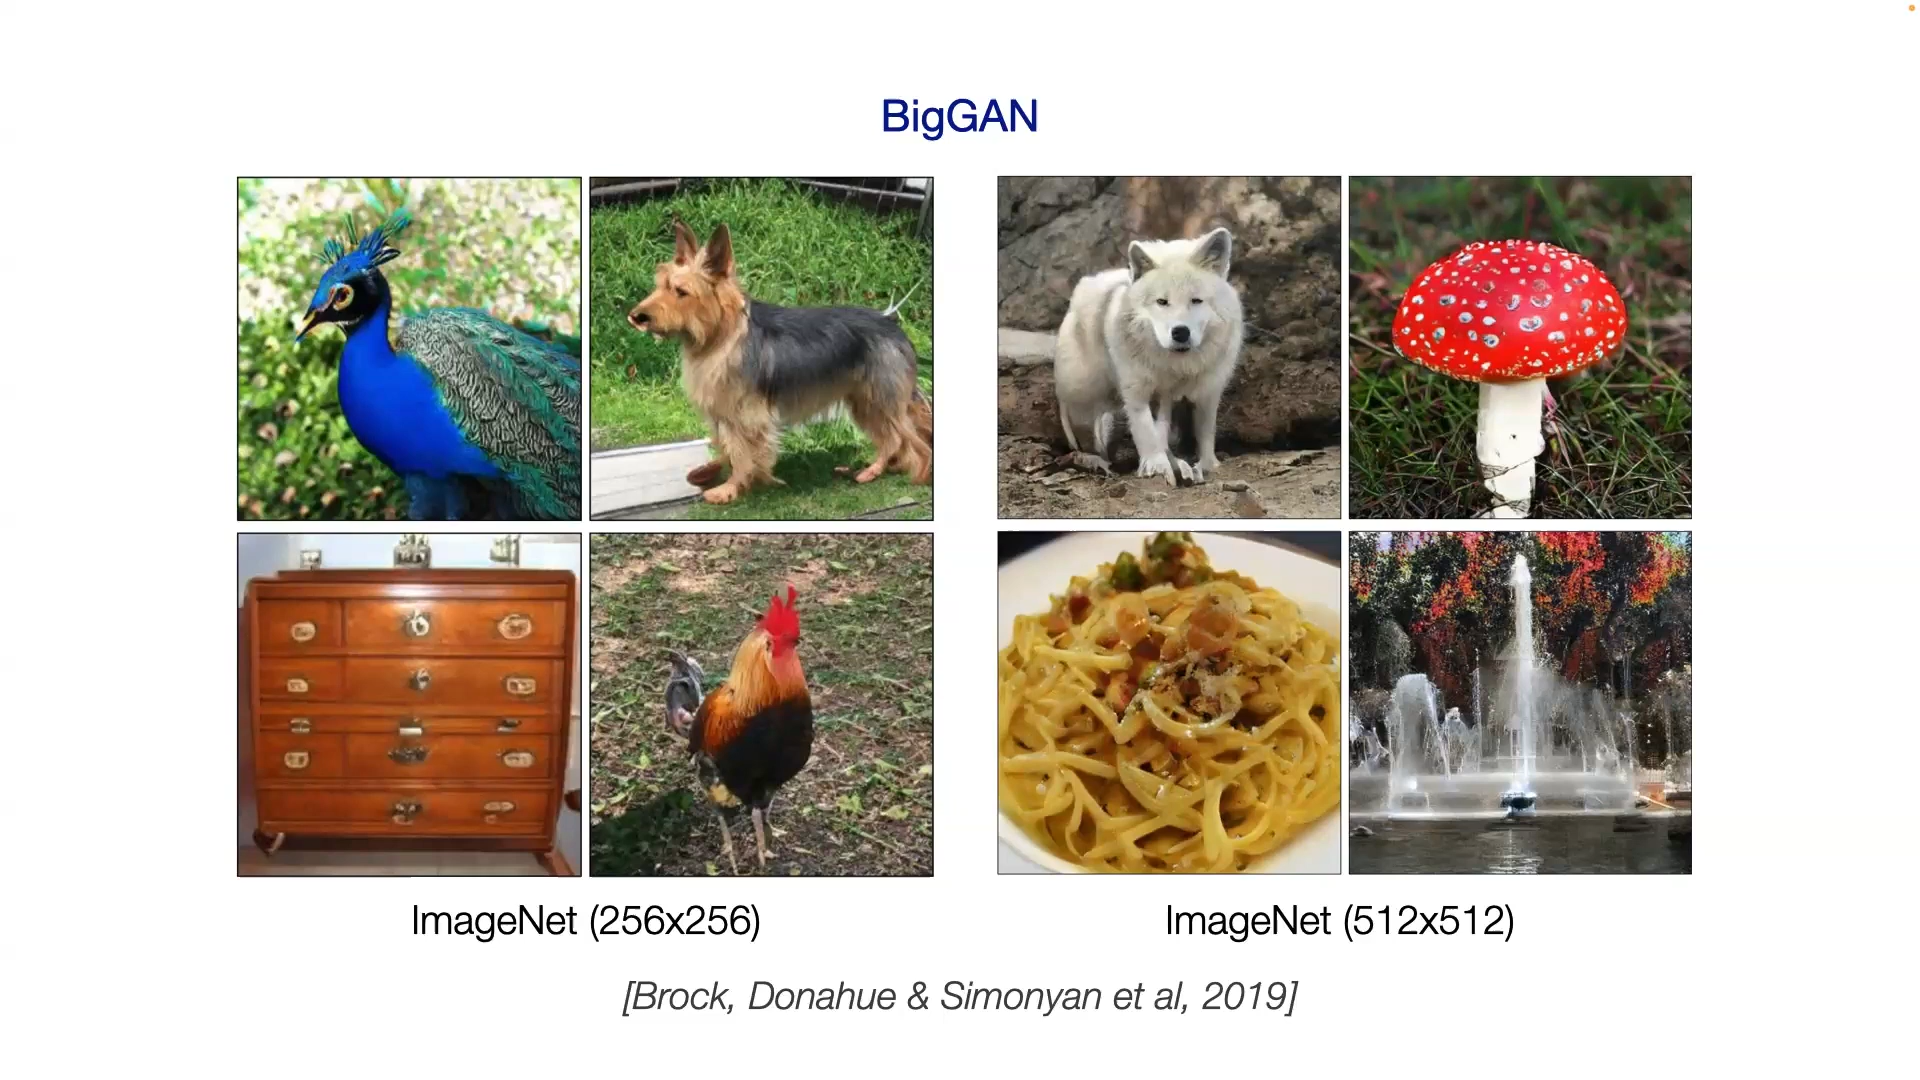 BigGAN
ImageNet (256x256)
ImageNet (512x512)
[Brock, Donahue & Simonyan et al, 2019]